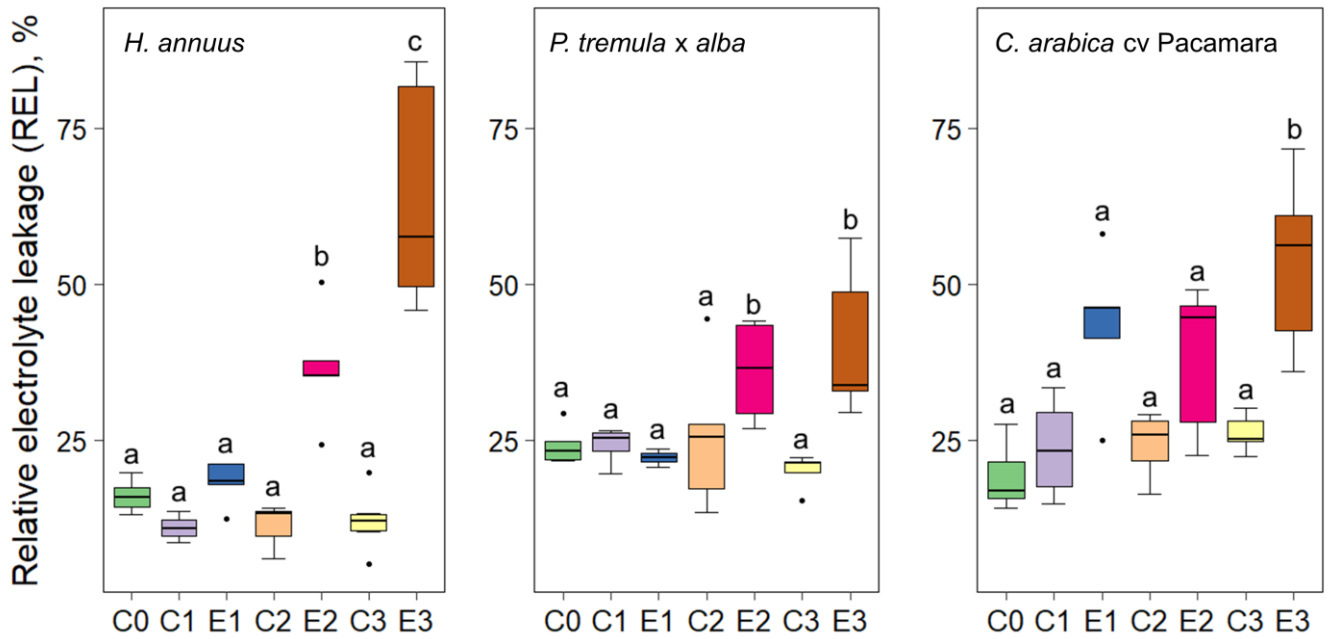 Relative electrolyte leakage (REL), %
H. annuus
75
50
25
a
a
a
a
b
a
c
C0 C1 E1 C2 E2 C3 E3
P. tremula x alba
75
50
25
a
a
a
a
b
a
b
C0 C1 E1 C2 E2 C3 E3
C. arabica cv Pacamara
75
50
25
a
a
a
a
a
a
b
C0 C1 E1 C2 E2 C3 E3